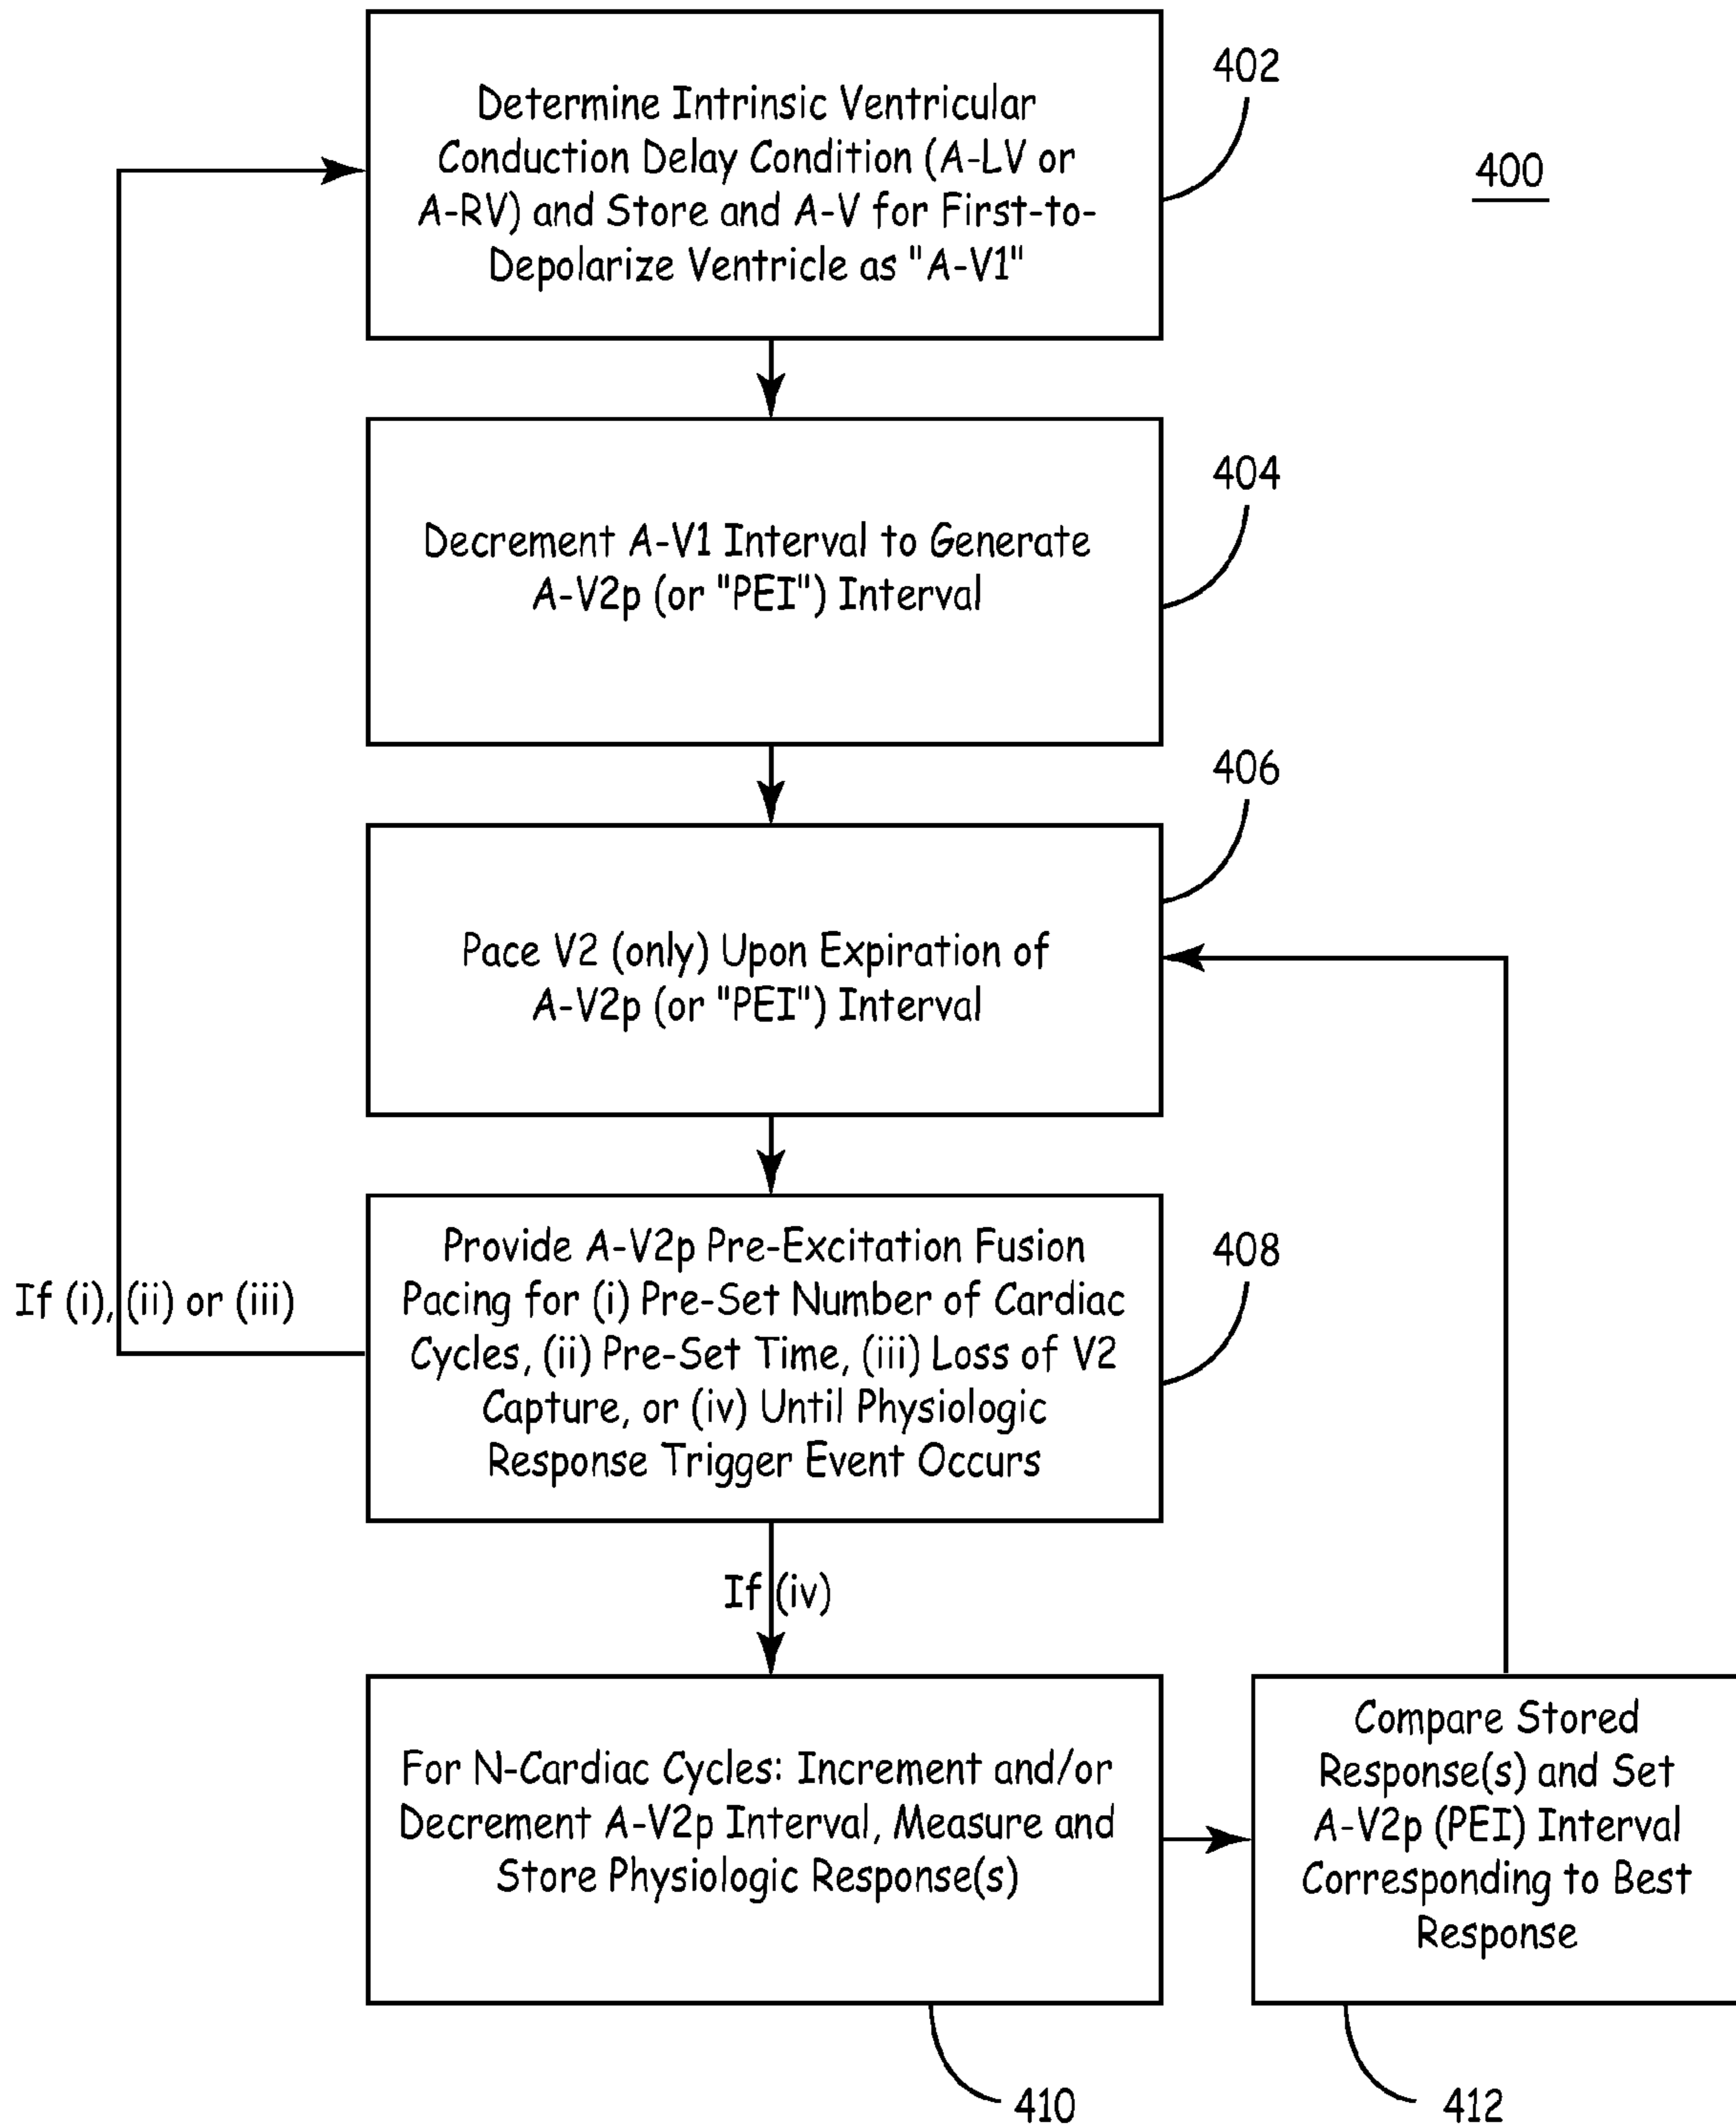 402
Determine Intrinsic Ventricular
Conduction Delay Condition (A-LV or
A-RV) and Store and A-V for First-to-
Depolarize Ventricle as "A-V1"
400
404
Decrement A-V1 Interval to Generate
A-V2p (or "PEI") Interval
406
Pace V2 (only) Upon Expiration of
A-V2p (or "PEI") Interval
Provide A-V2p Pre-Excitation Fusion
Pacing for (i) Pre-Set Number of Cardiac
Cycles, (ii) Pre-Set Time, (iii) Loss of V2
Capture, or (iv) Until Physiologic
Response Trigger Event Occurs
408
If (i), (ii) or (iii)
If (iv)
For N-Cardiac Cycles: Increment and/or
Decrement A-V2p Interval, Measure and
Store Physiologic Response(s)
Compare Stored
Response(s) and Set
A-V2p (PEI) Interval
Corresponding to Best
Response
410
412